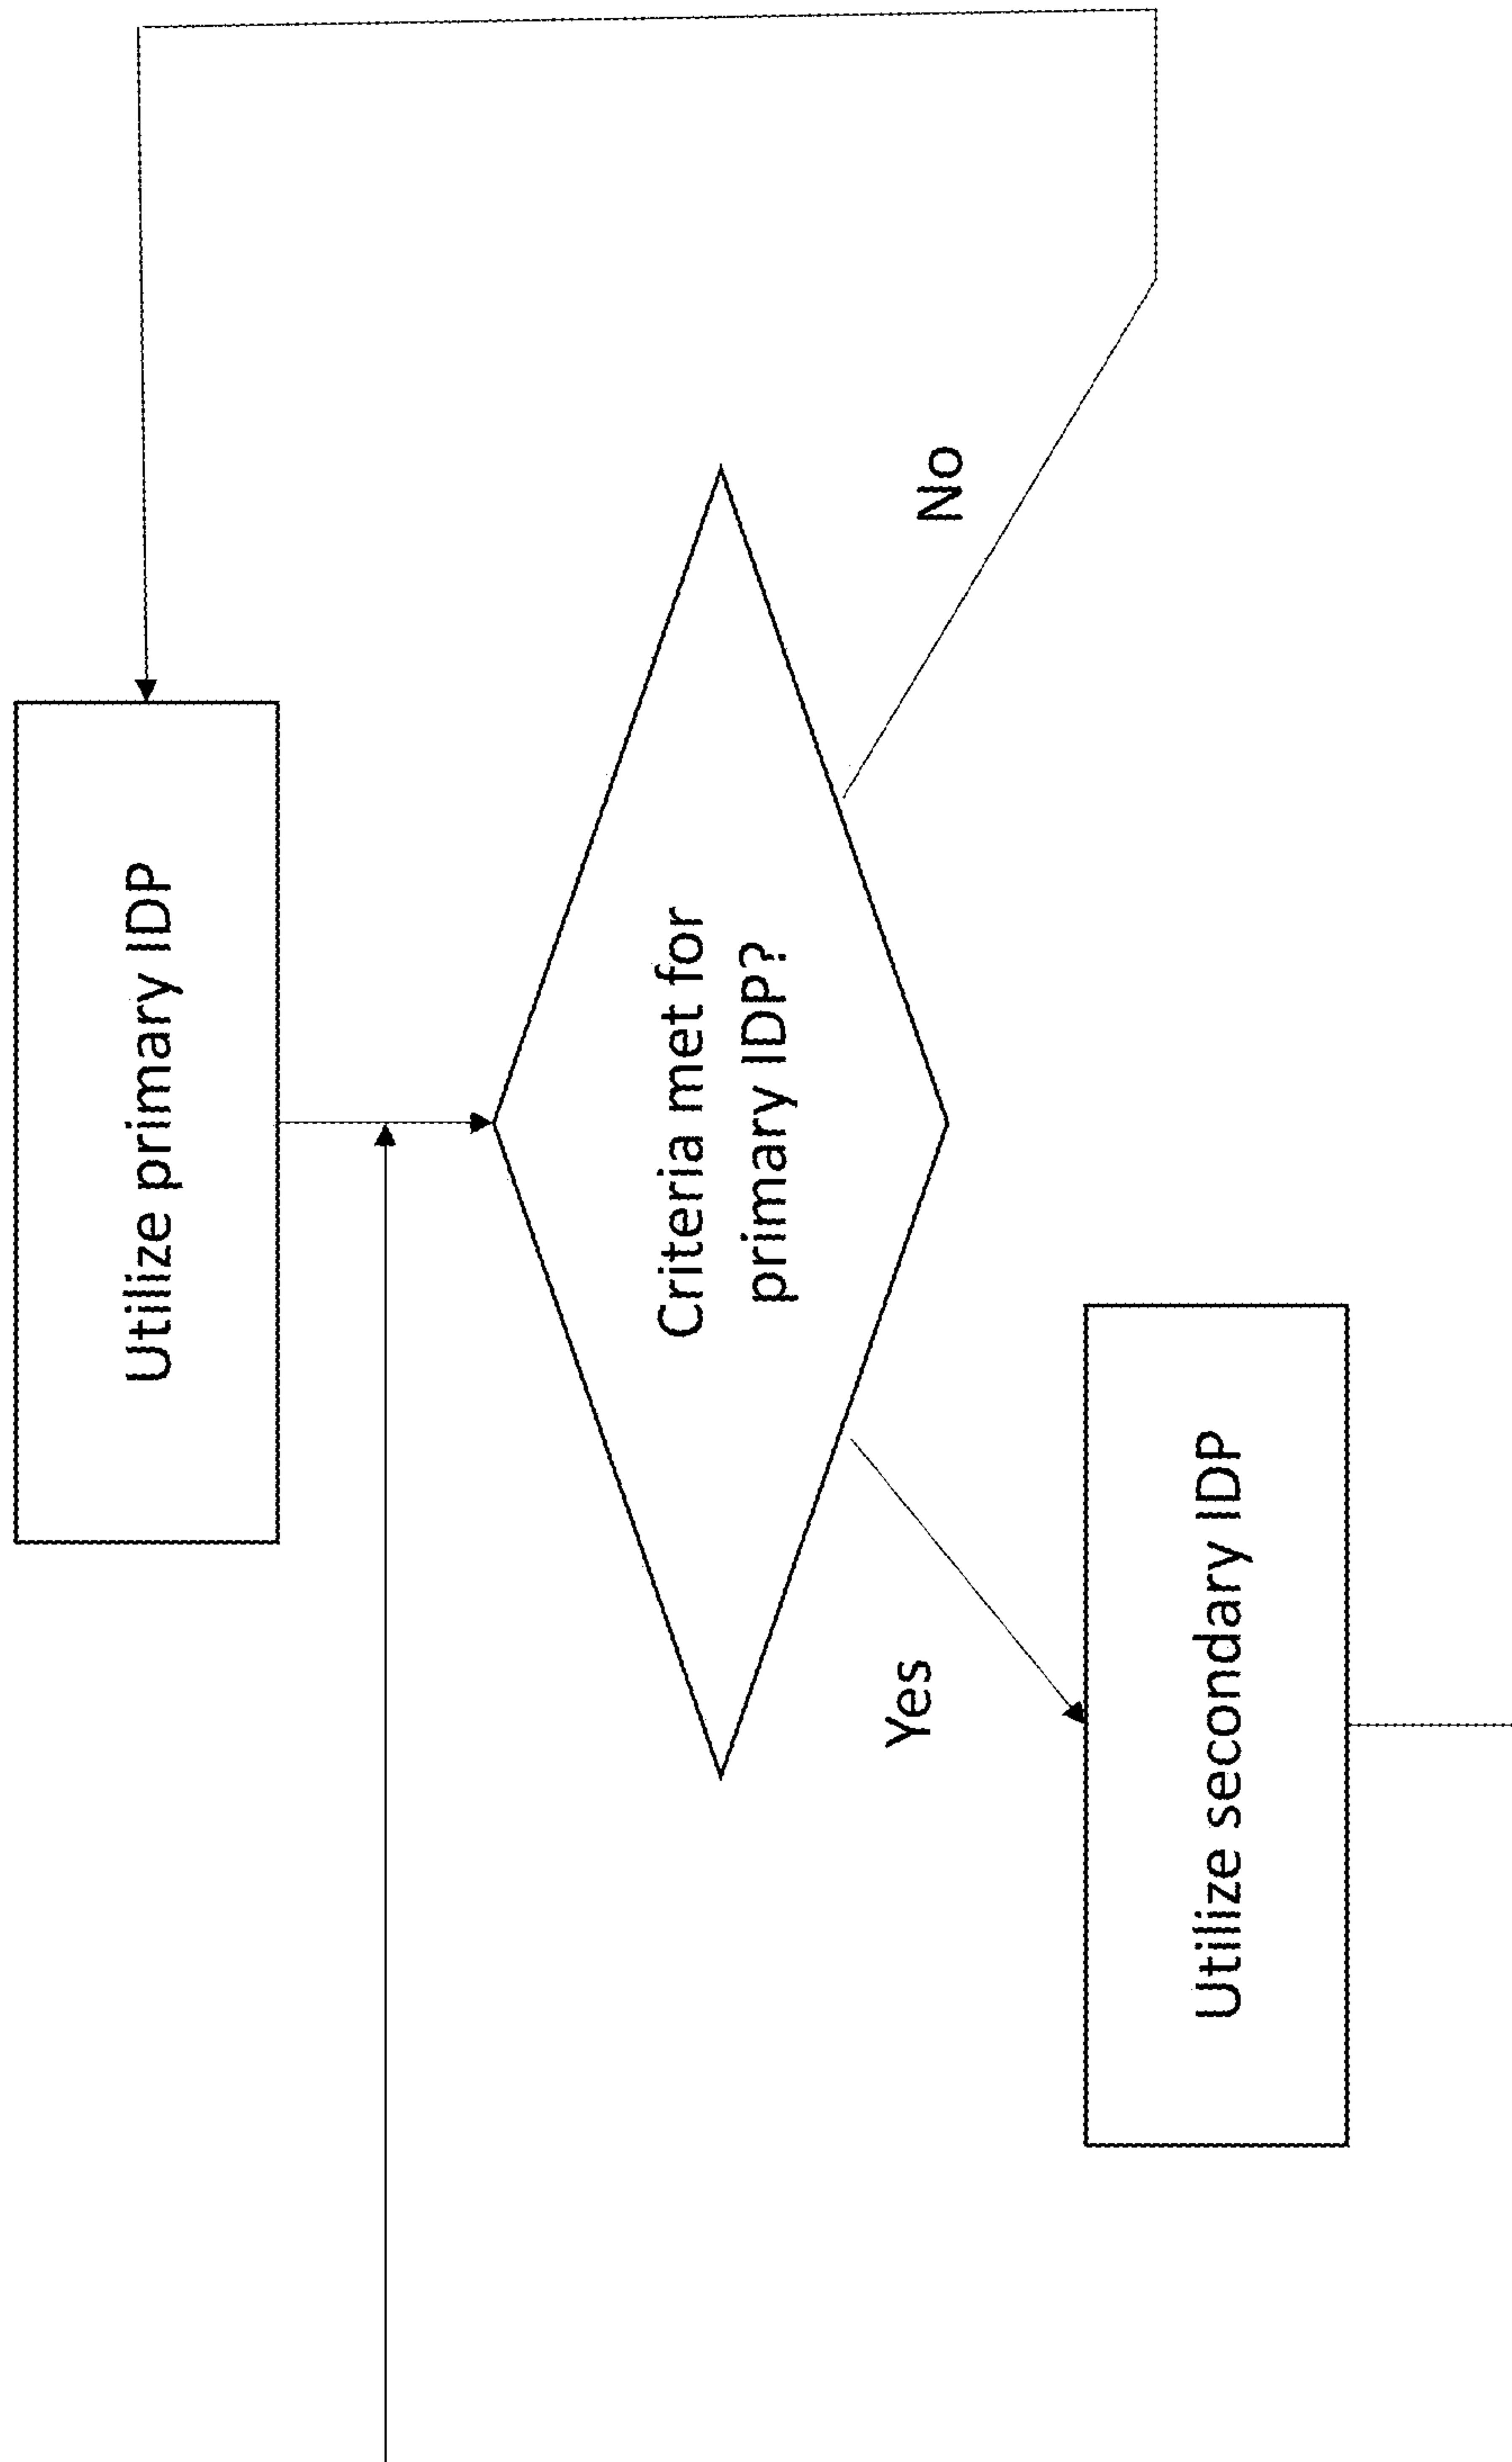 Utilize primary IDP
Criteria met for
primary IDP?
Yes
No
Utilize secondary IDP